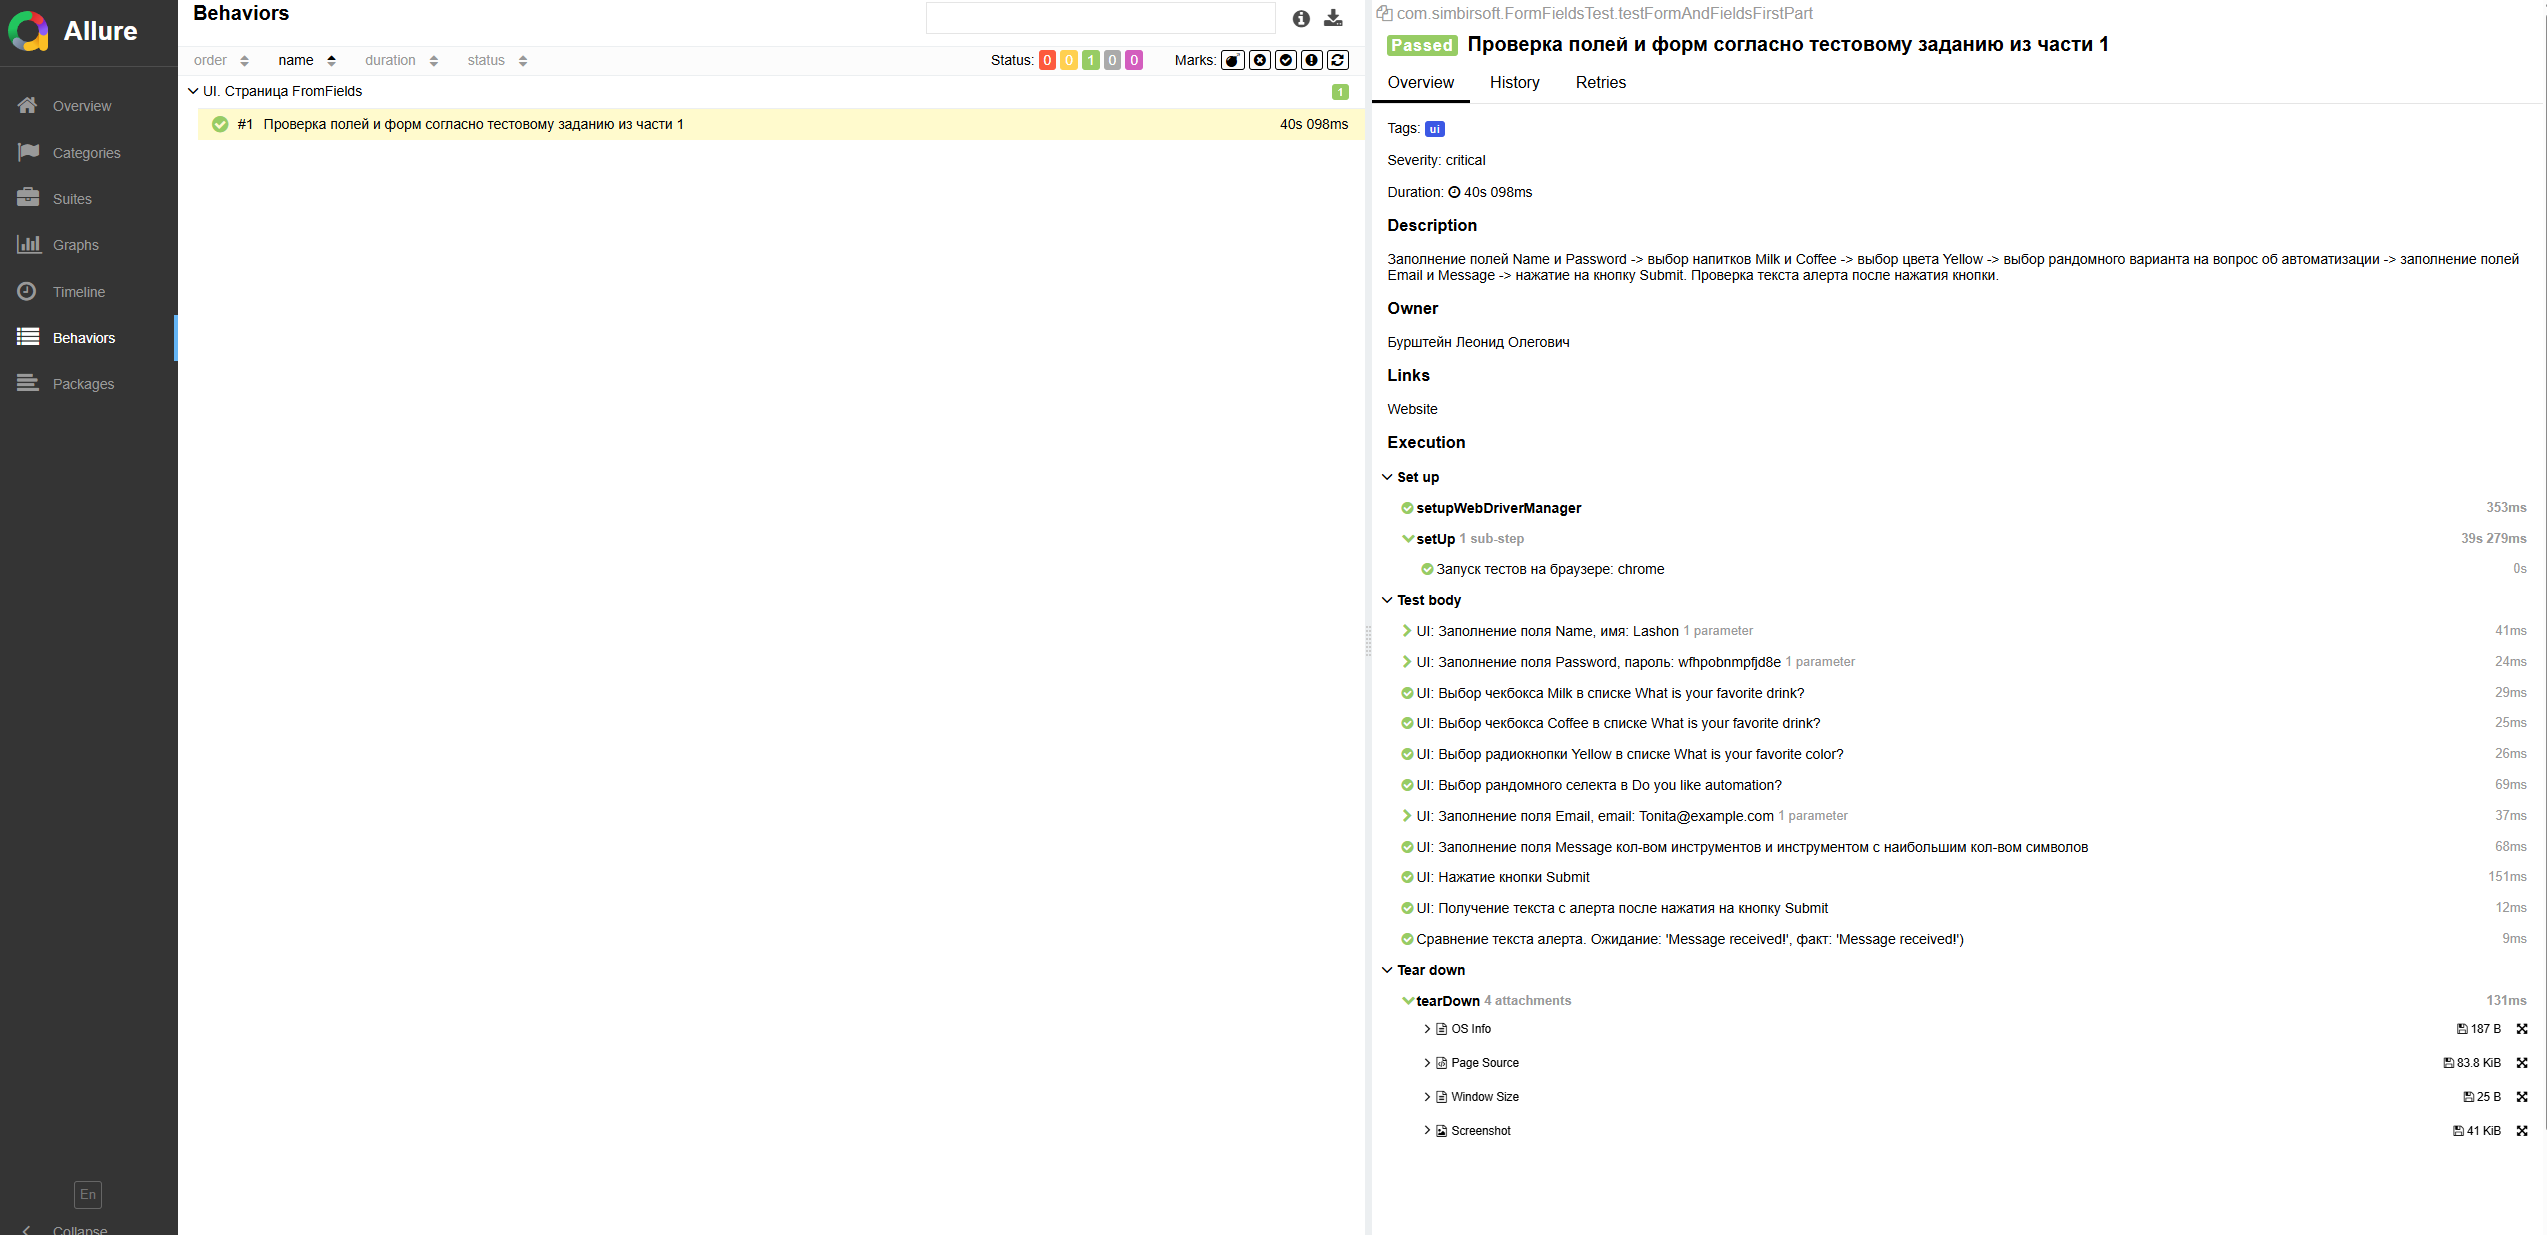 Allure
Overview
Categories
Suites
Graphs
Timeline
Behaviors
Packages
En
Collapse
Behaviors
order name duration status
Status: 0 0 1 0 0 Marks:
UI. Страница FromFields 1
#1 Проверка полей и форм согласно тестовому заданию из части 1 40s 098ms
com.simbirsoft.FormFieldsTest.testFormAndFieldsFirstPart
Passed Проверка полей и форм согласно тестовому заданию из части 1
Overview History Retries
Tags: ui
Severity: critical
Duration: 40s 098ms
Description
Заполнение полей Name и Password -> выбор напитков Milk и Coffee -> выбор цвета Yellow -> выбор рандомного варианта на вопрос об автоматизации -> заполнение полей
Email и Message -> нажатие на кнопку Submit. Проверка текста алерта после нажатия кнопки.
Owner
Бурштейн Леонид Олегович
Links
Website
Execution
Set up
setupWebDriverManager 353ms
setUp 1 sub-step 39s 279ms
Запуск тестов на браузере: chrome 0s
Test body
UI: Заполнение поля Name, имя: Lashon 1 parameter 41ms
UI: Заполнение поля Password, пароль: wfhpobnmpfjd8e 1 parameter 24ms
UI: Выбор чекбокса Milk в списке What is your favorite drink? 29ms
UI: Выбор чекбокса Coffee в списке What is your favorite drink? 25ms
UI: Выбор радиокнопки Yellow в списке What is your favorite color? 26ms
UI: Выбор рандомного селекта в Do you like automation? 69ms
UI: Заполнение поля Email, email: Tonita@example.com 1 parameter 37ms
UI: Заполнение поля Message кол-вом инструментов и инструментом с наибольшим кол-вом символов 68ms
UI: Нажатие кнопки Submit 151ms
UI: Получение текста с алерта после нажатия на кнопку Submit 12ms
Сравнение текста алерта. Ожидание: 'Message received!', факт: 'Message received!') 9ms
Tear down
tearDown 4 attachments 131ms
OS Info 187 B
Page Source 83.8 KiB
Window Size 25 B
Screenshot 41 KiB